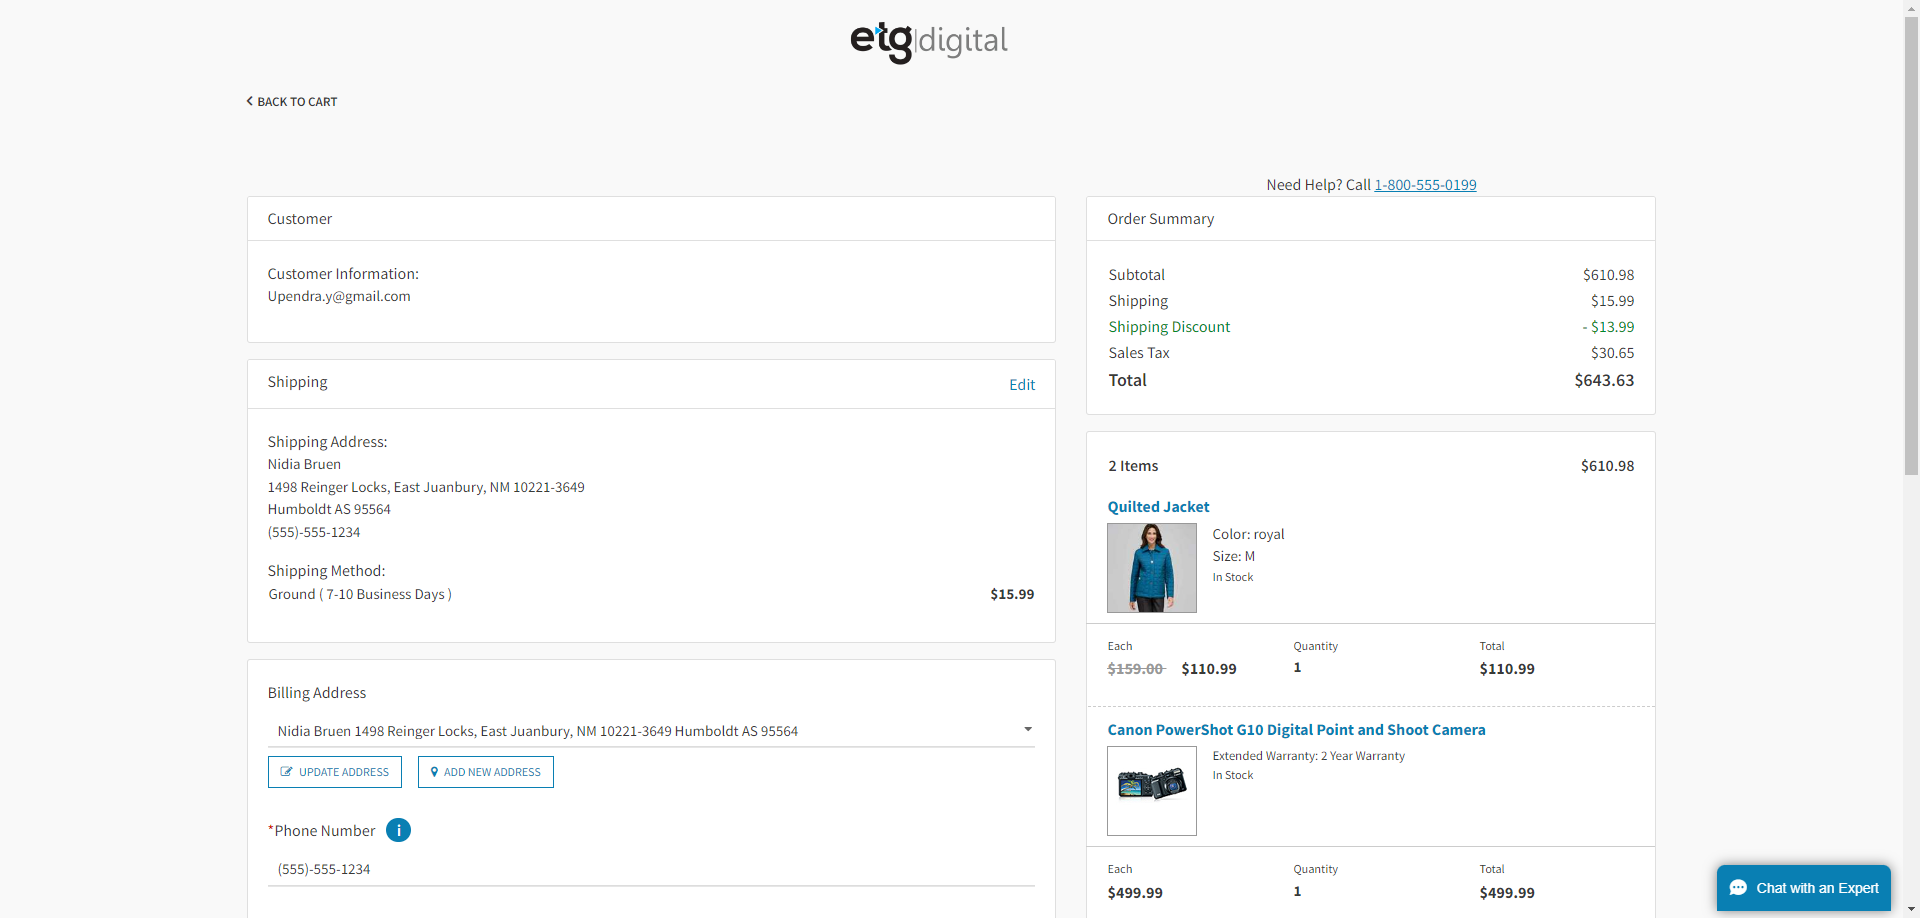 etg|digital
BACK TO CART
Need Help? Call 1-800-555-0199
Customer
Customer Information:
Upendra.y@gmail.com
Shipping
Edit
Shipping Address:
Nidia Bruen
1498 Reinger Locks, East Juanbury, NM 10221-3649
Humboldt AS 95564
(555)-555-1234
Shipping Method:
Ground ( 7-10 Business Days )
$15.99
Billing Address
Nidia Bruen 1498 Reinger Locks, East Juanbury, NM 10221-3649 Humboldt AS 95564
UPDATE ADDRESS
ADD NEW ADDRESS
*Phone Number i
(555)-555-1234
Order Summary
Subtotal $610.98
Shipping $15.99
Shipping Discount - $13.99
Sales Tax $30.65
Total $643.63
2 Items $610.98
Quilted Jacket
Color: royal
Size: M
In Stock
Each Quantity Total
$159.00 $110.99 1 $110.99
Canon PowerShot G10 Digital Point and Shoot Camera
Extended Warranty: 2 Year Warranty
In Stock
Each Quantity Total
$499.99 1 $499.99
Chat with an Expert